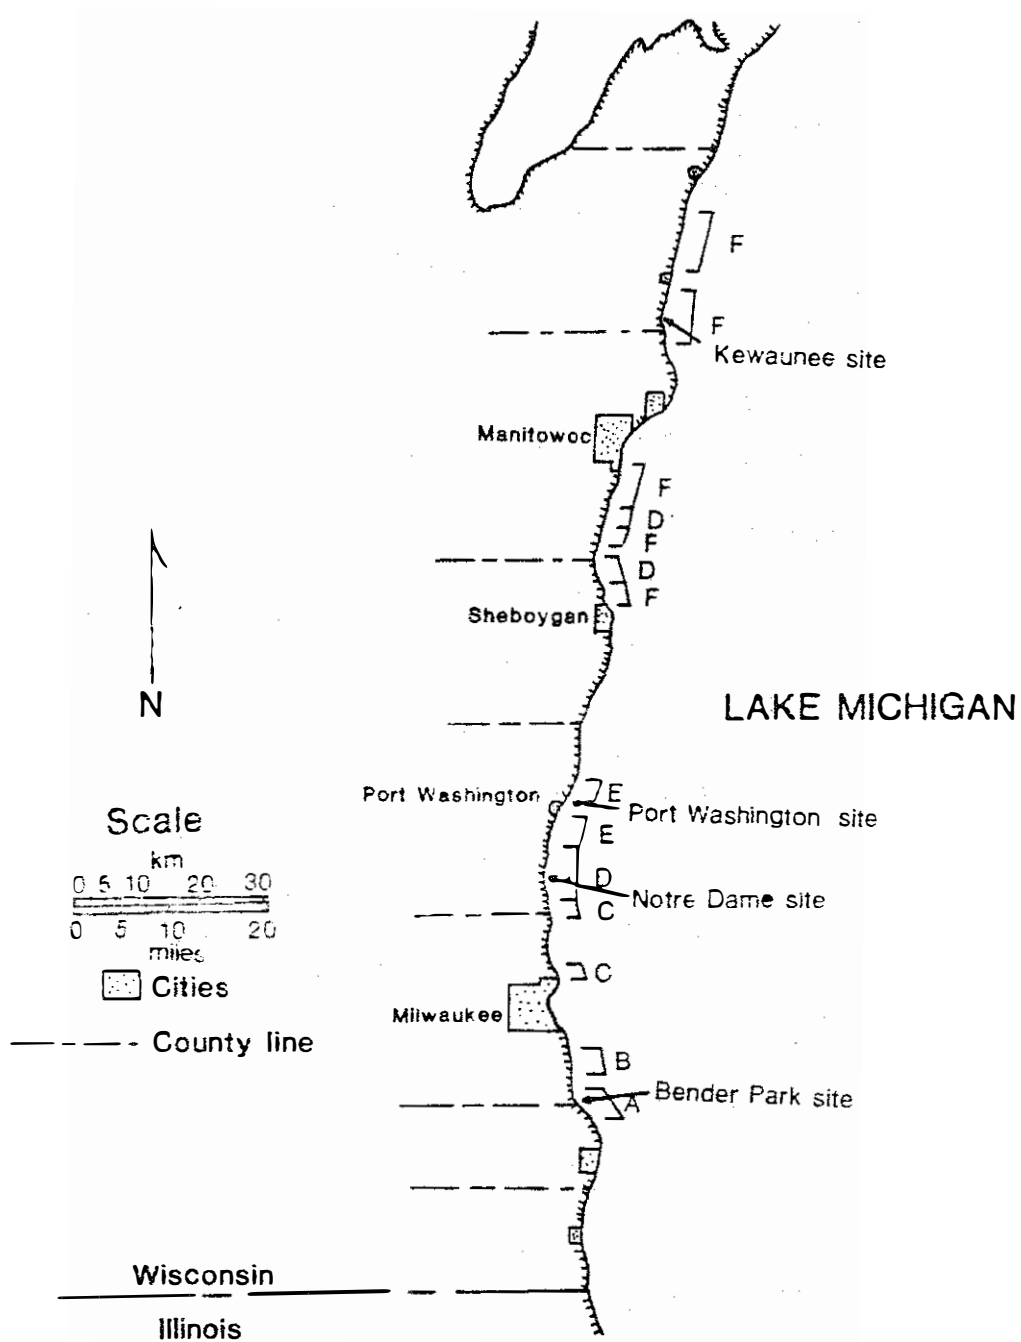 F
F
Kewaunee site
Manitowoc
F
D
F
D
F
Sheboygan
N
LAKE MICHIGAN
Port Washington
E
Port Washington site
E
D
Notre Dame site
C
Scale
km
0 5 10 20 30
0 5 10 20
miles
Cities
County line
C
Milwaukee
B
A
Bender Park site
Wisconsin
Illinois